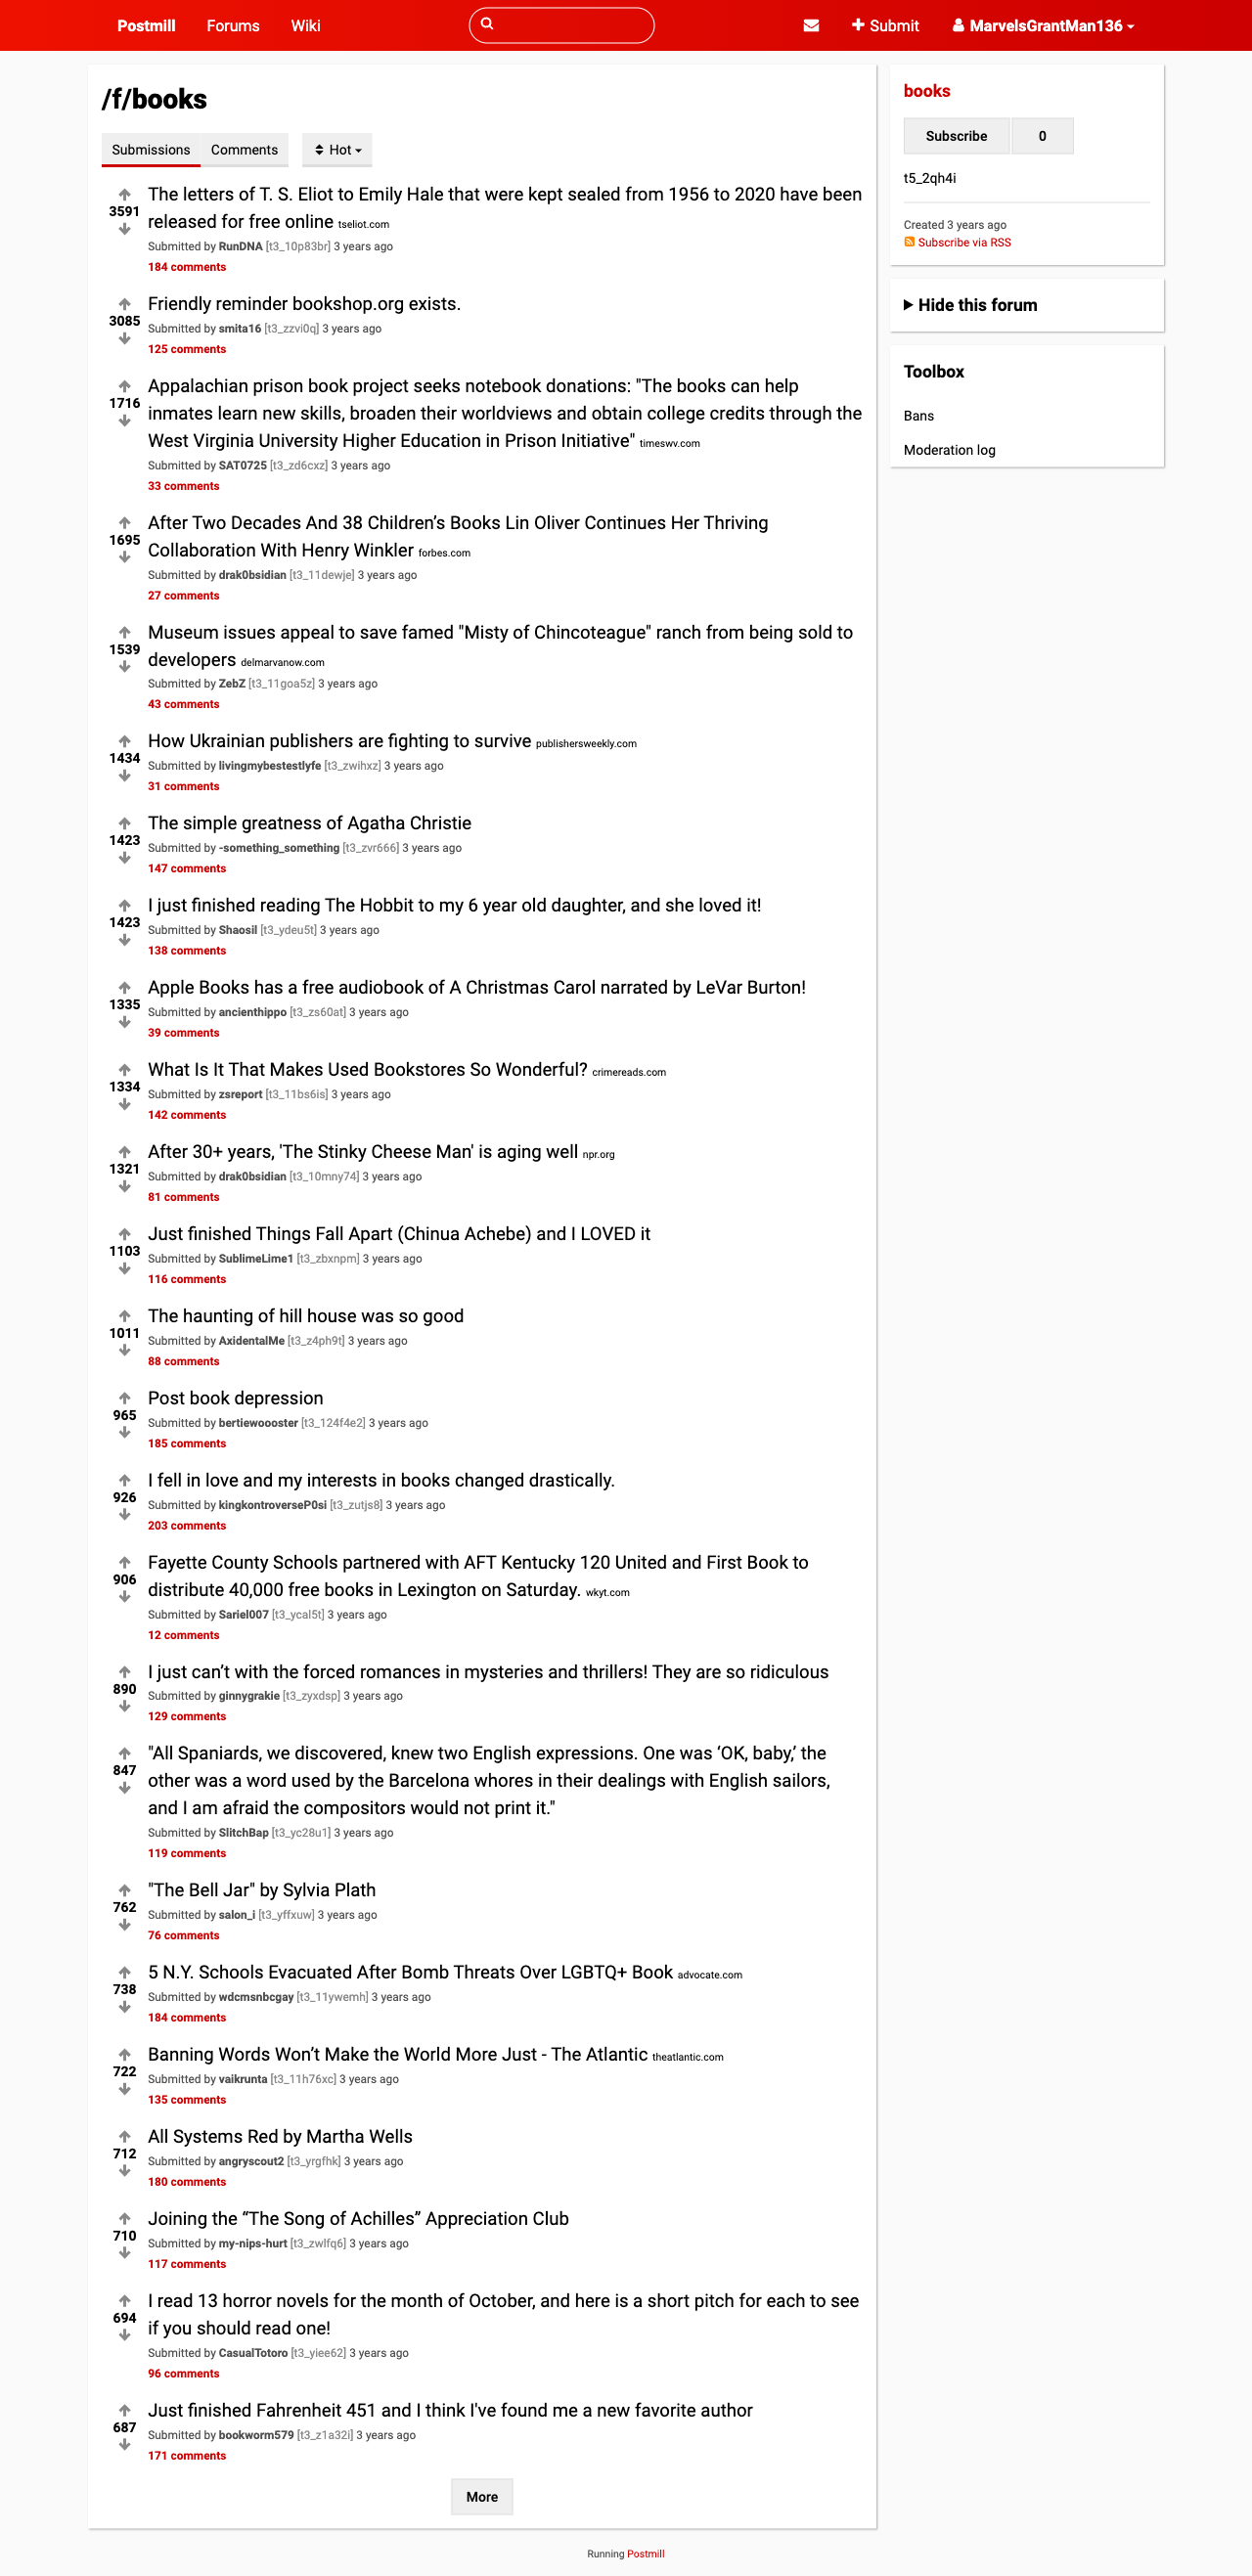 Postmill
Forums
Wiki
Submit
MarvelsGrantMan136
/f/books
Submissions
Comments
Hot
3591
The letters of T. S. Eliot to Emily Hale that were kept sealed from 1956 to 2020 have been
released for free online tseliot.com
Submitted by RunDNA [t3_10p83br] 3 years ago
184 comments
3085
Friendly reminder bookshop.org exists.
Submitted by smita16 [t3_zzvi0q] 3 years ago
125 comments
1716
Appalachian prison book project seeks notebook donations: "The books can help
inmates learn new skills, broaden their worldviews and obtain college credits through the
West Virginia University Higher Education in Prison Initiative" timeswv.com
Submitted by SAT0725 [t3_zd6cxz] 3 years ago
33 comments
1695
After Two Decades And 38 Children’s Books Lin Oliver Continues Her Thriving
Collaboration With Henry Winkler forbes.com
Submitted by drak0bsidian [t3_11dewje] 3 years ago
27 comments
1539
Museum issues appeal to save famed "Misty of Chincoteague" ranch from being sold to
developers delmarvanow.com
Submitted by ZebZ [t3_11goa5z] 3 years ago
43 comments
1434
How Ukrainian publishers are fighting to survive publishersweekly.com
Submitted by livingmybestestlyfe [t3_zwihxz] 3 years ago
31 comments
1423
The simple greatness of Agatha Christie
Submitted by -something_something [t3_zvr666] 3 years ago
147 comments
1423
I just finished reading The Hobbit to my 6 year old daughter, and she loved it!
Submitted by Shaosil [t3_ydeu5t] 3 years ago
138 comments
1335
Apple Books has a free audiobook of A Christmas Carol narrated by LeVar Burton!
Submitted by ancienthippo [t3_zs60at] 3 years ago
39 comments
1334
What Is It That Makes Used Bookstores So Wonderful? crimereads.com
Submitted by zsreport [t3_11bs6is] 3 years ago
142 comments
1321
After 30+ years, 'The Stinky Cheese Man' is aging well npr.org
Submitted by drak0bsidian [t3_10mny74] 3 years ago
81 comments
1103
Just finished Things Fall Apart (Chinua Achebe) and I LOVED it
Submitted by SublimeLime1 [t3_zbxnpm] 3 years ago
116 comments
1011
The haunting of hill house was so good
Submitted by AxidentalMe [t3_z4ph9t] 3 years ago
88 comments
965
Post book depression
Submitted by bertiewoooster [t3_124f4e2] 3 years ago
185 comments
926
I fell in love and my interests in books changed drastically.
Submitted by kingkontroverseP0si [t3_zutjs8] 3 years ago
203 comments
906
Fayette County Schools partnered with AFT Kentucky 120 United and First Book to
distribute 40,000 free books in Lexington on Saturday. wkyt.com
Submitted by Sariel007 [t3_ycal5t] 3 years ago
12 comments
890
I just can’t with the forced romances in mysteries and thrillers! They are so ridiculous
Submitted by ginnygrakie [t3_zyxdsp] 3 years ago
129 comments
847
"All Spaniards, we discovered, knew two English expressions. One was ‘OK, baby,’ the
other was a word used by the Barcelona whores in their dealings with English sailors,
and I am afraid the compositors would not print it."
Submitted by SlitchBap [t3_yc28u1] 3 years ago
119 comments
762
"The Bell Jar" by Sylvia Plath
Submitted by salon_i [t3_yffxuw] 3 years ago
76 comments
738
5 N.Y. Schools Evacuated After Bomb Threats Over LGBTQ+ Book advocate.com
Submitted by wdcmsnbcgay [t3_11ywemh] 3 years ago
184 comments
722
Banning Words Won’t Make the World More Just - The Atlantic theatlantic.com
Submitted by vaikrunta [t3_11h76xc] 3 years ago
135 comments
712
All Systems Red by Martha Wells
Submitted by angryscout2 [t3_yrgfhk] 3 years ago
180 comments
710
Joining the “The Song of Achilles” Appreciation Club
Submitted by my-nips-hurt [t3_zwlfq6] 3 years ago
117 comments
694
I read 13 horror novels for the month of October, and here is a short pitch for each to see
if you should read one!
Submitted by CasualTotoro [t3_yiee62] 3 years ago
96 comments
687
Just finished Fahrenheit 451 and I think I've found me a new favorite author
Submitted by bookworm579 [t3_z1a32i] 3 years ago
171 comments
More
books
Subscribe 0
t5_2qh4i
Created 3 years ago
Subscribe via RSS
Hide this forum
Toolbox
Bans
Moderation log
Running Postmill